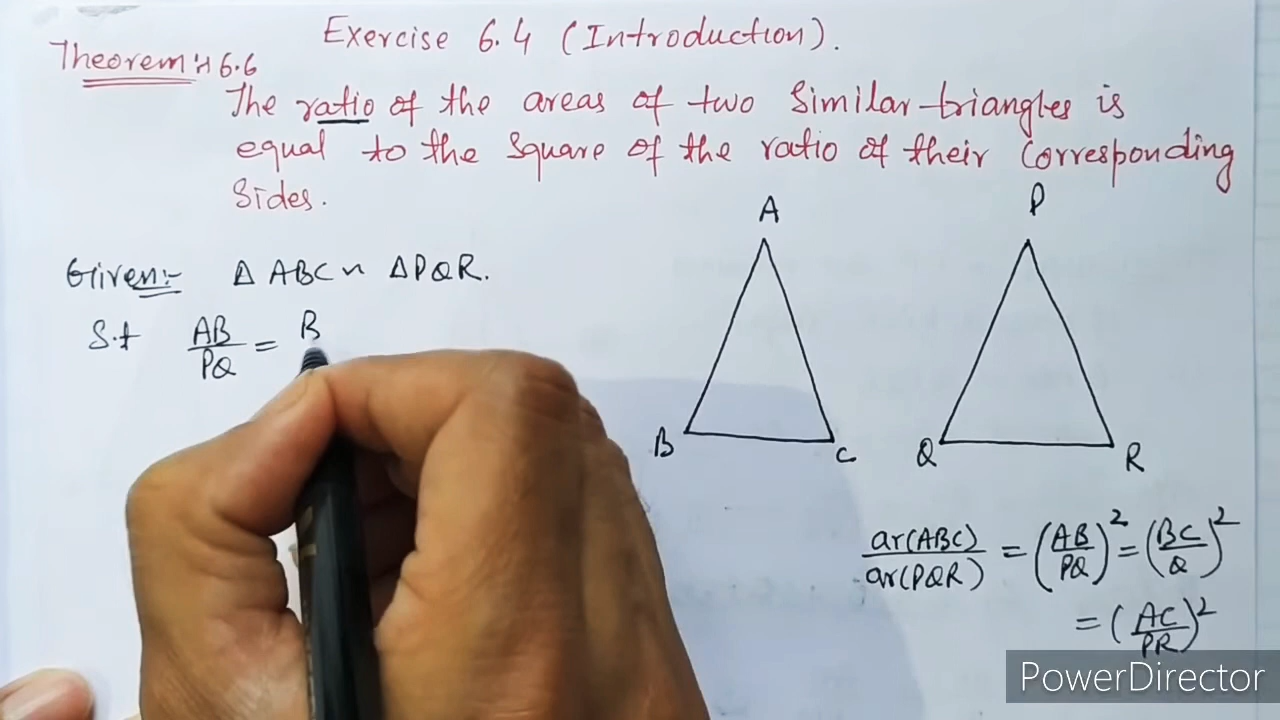 Exercise 6.4 (Introduction).
Theorem:- 6.6
The ratio of the areas of two similar triangles is
equal to the square of the ratio of their corresponding
sides.
Given:- Δ ABC ~ Δ PQR.
S.t AB/PQ = B
A
B
C
P
Q
R
ar(ABC)/ar(PQR) = (AB/PQ)² = (BC/Q)²
= (AC/PR)²
PowerDirector